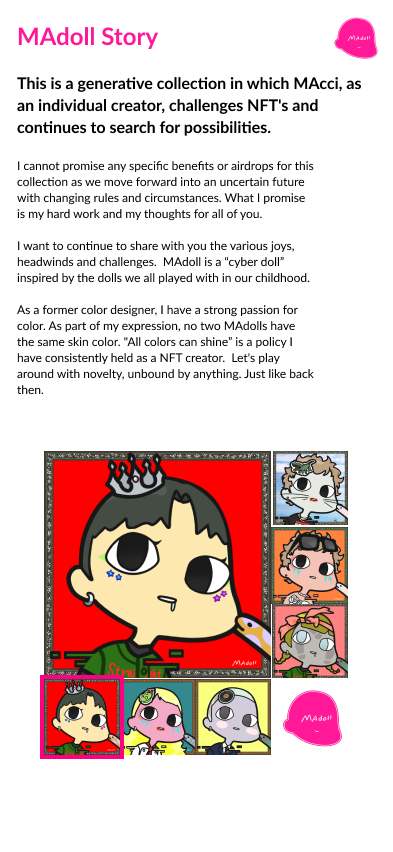 MAdoll Story
MAdoll
This is a generative collection in which MAcci, as
an individual creator, challenges NFT's and
continues to search for possibilities.
I cannot promise any specific benefits or airdrops for this
collection as we move forward into an uncertain future
with changing rules and circumstances. What I promise
is my hard work and my thoughts for all of you.
I want to continue to share with you the various joys,
headwinds and challenges.  MAdoll is a “cyber doll”
inspired by the dolls we all played with in our childhood.
As a former color designer, I have a strong passion for
color. As part of my expression, no two MAdolls have
the same skin color. “All colors can shine” is a policy I
have consistently held as a NFT creator.  Let's play
around with novelty, unbound by anything. Just like back
then.
MAdoll
MAdoll